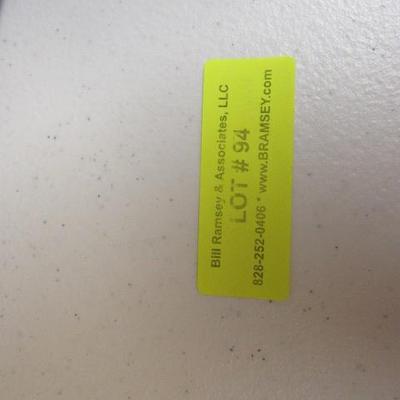 Bill Ramsey & Associates, LLC
LOT # 94
828-252-0406 * www.BRAMSEY.com